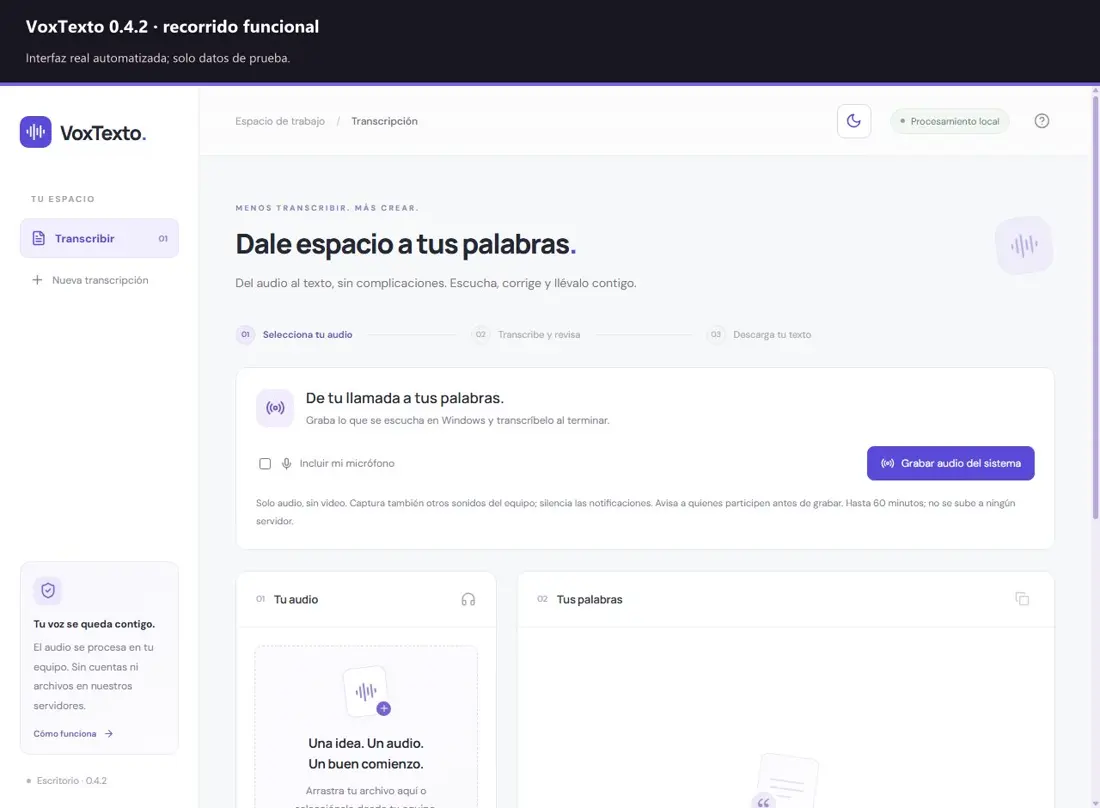 VoxTexto 0.4.2 · recorrido funcional
Interfaz real automatizada; solo datos de prueba.
VoxTexto.
Espacio de trabajo / Transcripción
Procesamiento local
TU ESPACIO
Transcribir 01
Nueva transcripción
MENOS TRANSCRIBIR. MÁS CREAR.
Dale espacio a tus palabras.
Del audio al texto, sin complicaciones. Escucha, corrige y llévalo contigo.
01 Selecciona tu audio
02 Transcribe y revisa
03 Descarga tu texto
De tu llamada a tus palabras.
Graba lo que se escucha en Windows y transcríbelo al terminar.
Incluir mi micrófono
Grabar audio del sistema
Solo audio, sin video. Captura también otros sonidos del equipo; silencia las notificaciones. Avisa a quienes participen antes de grabar. Hasta 60 minutos; no se sube a ningún
servidor.
01 Tu audio
02 Tus palabras
Una idea. Un audio.
Un buen comienzo.
Arrastra tu archivo aquí o
selecciónalo desde tu equipo
Tu voz se queda contigo.
El audio se procesa en tu
equipo. Sin cuentas ni
archivos en nuestros
servidores.
Cómo funciona
Escritorio · 0.4.2